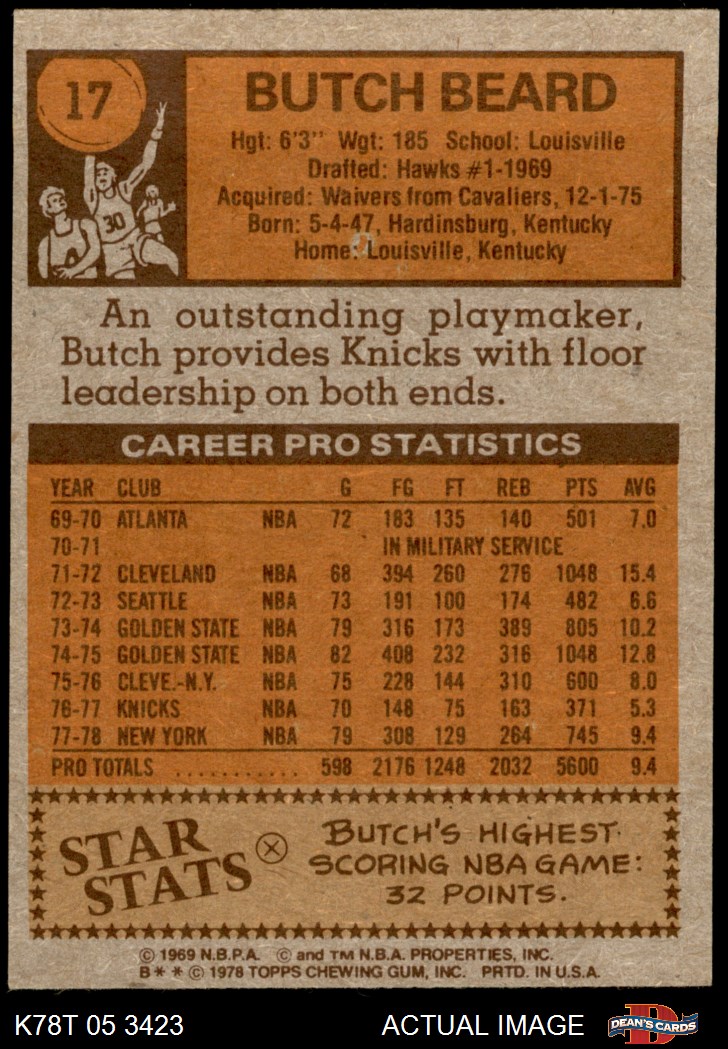 17
30
BUTCH BEARD
Hgt: 6'3" Wgt: 185 School: Louisville
Drafted: Hawks #1-1969
Acquired: Waivers from Cavaliers, 12-1-75
Born: 5-4-47, Hardinsburg, Kentucky
Home: Louisville, Kentucky
An outstanding playmaker,
Butch provides Knicks with floor
leadership on both ends.
CAREER PRO STATISTICS
YEAR CLUB G FG FT REB PTS AVG
69-70 ATLANTA NBA 72 183 135 140 501 7.0
70-71 IN MILITARY SERVICE
71-72 CLEVELAND NBA 68 394 260 276 1048 15.4
72-73 SEATTLE NBA 73 191 100 174 482 6.6
73-74 GOLDEN STATE NBA 79 316 173 389 805 10.2
74-75 GOLDEN STATE NBA 82 408 232 316 1048 12.8
75-76 CLEVE.-N.Y. NBA 75 228 144 310 600 8.0
76-77 KNICKS NBA 70 148 75 163 371 5.3
77-78 NEW YORK NBA 79 308 129 264 745 9.4
PRO TOTALS ........... 598 2176 1248 2032 5600 9.4
STAR
STATS
BUTCH'S HIGHEST
SCORING NBA GAME:
32 POINTS.
© 1969 N.B.P.A. © and TM N.B.A. PROPERTIES, INC.
B * * © 1978 TOPPS CHEWING GUM, INC. PRTD. IN U.S.A.
K78T 05 3423 ACTUAL IMAGE DEAN'S CARDS